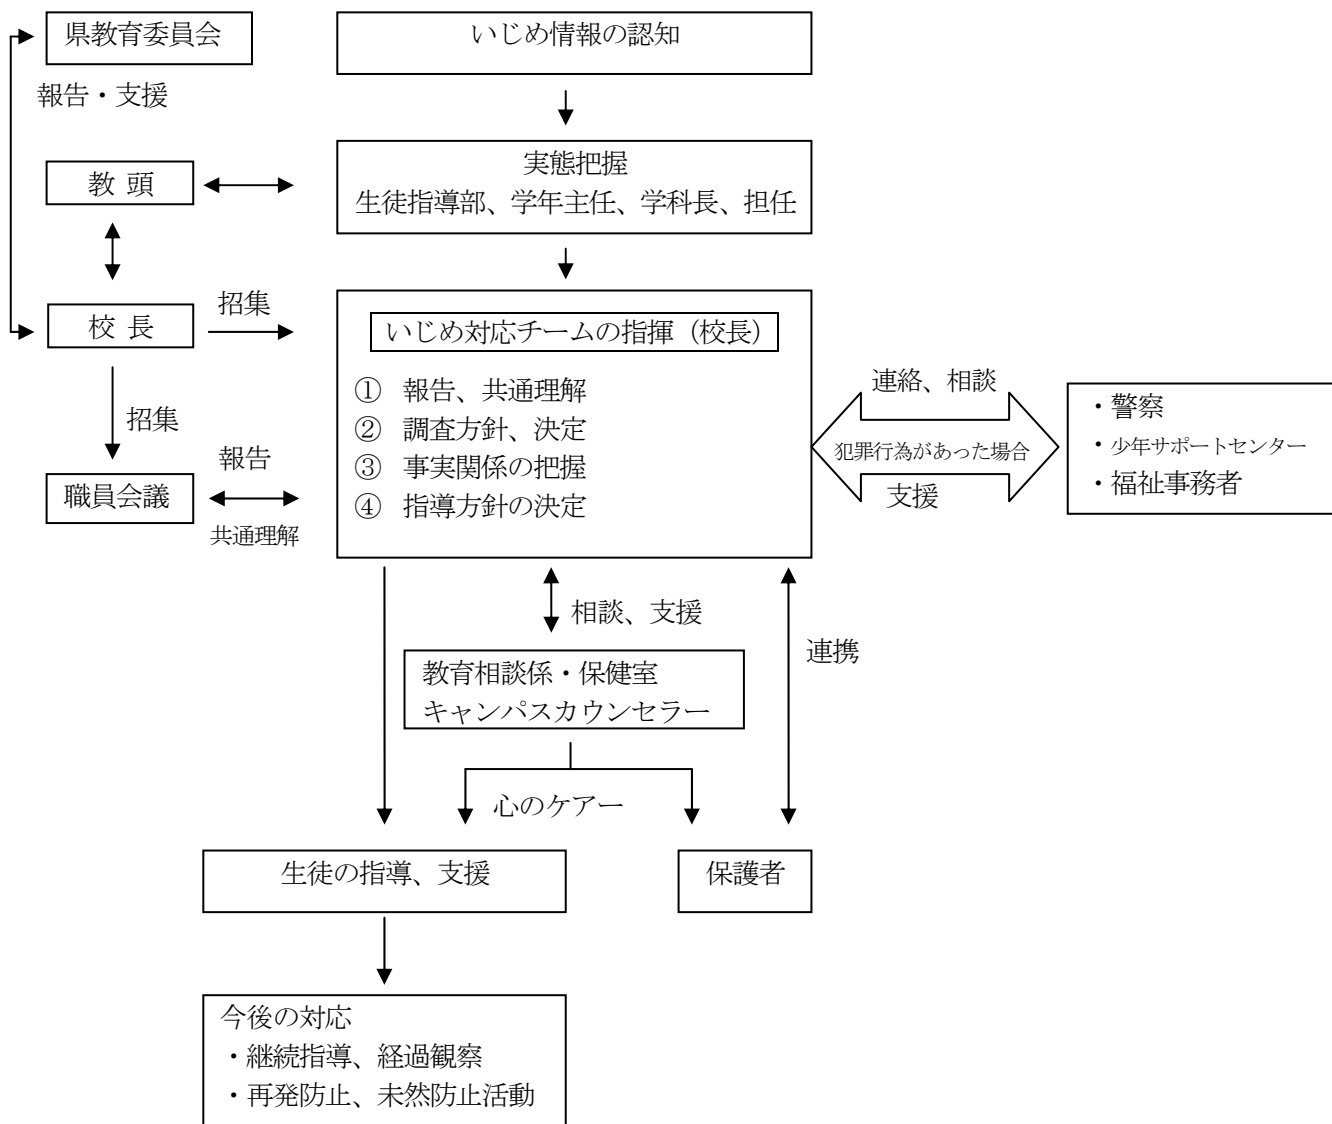 県教育委員会
いじめ情報の認知
報告・支援
実態把握
生徒指導部、学年主任、学科長、担任
教 頭
校 長
招集
いじめ対応チームの指揮（校長）
① 報告、共通理解
② 調査方針、決定
③ 事実関係の把握
④ 指導方針の決定
招集
職員会議
報告
共通理解
連絡、相談
犯罪行為があった場合
支援
・警察
・少年サポートセンター
・福祉事務者
相談、支援
連携
教育相談係・保健室
キャンパスカウンセラー
心のケアー
生徒の指導、支援
保護者
今後の対応
・継続指導、経過観察
・再発防止、未然防止活動